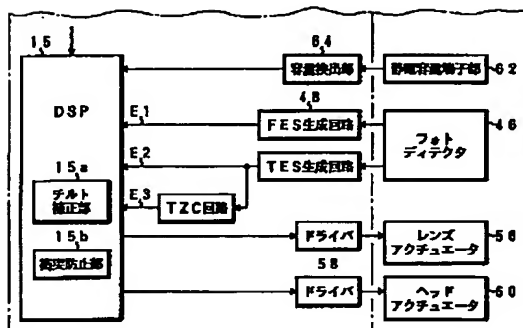 15
DSP
64
容量検出部
静電容量端子部
62
E1
48
FES生成回路
フォト
ディテクタ
46
E2
TES生成回路
15a
チルト
補正部
E3
TZC回路
15b
衝突防止部
ドライバ
レンズ
アクチュエータ
56
58
ドライバ
ヘッド
アクチュエータ
60